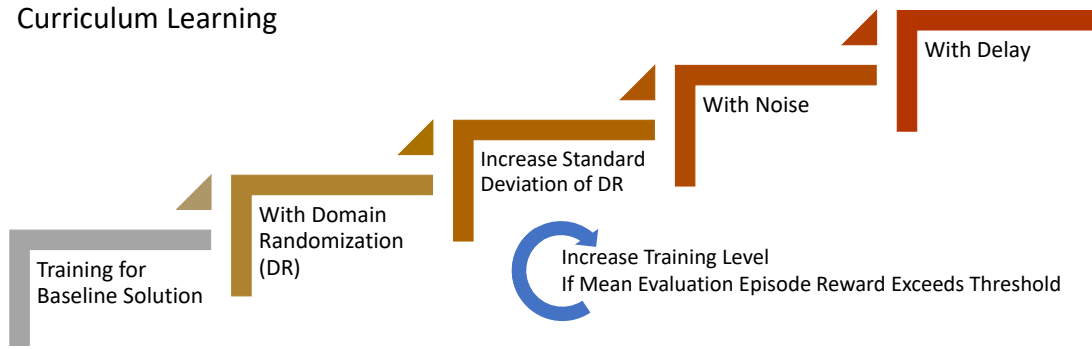 Curriculum Learning
Training for
Baseline Solution
With Domain
Randomization
(DR)
Increase Standard
Deviation of DR
With Noise
With Delay
Increase Training Level
If Mean Evaluation Episode Reward Exceeds Threshold